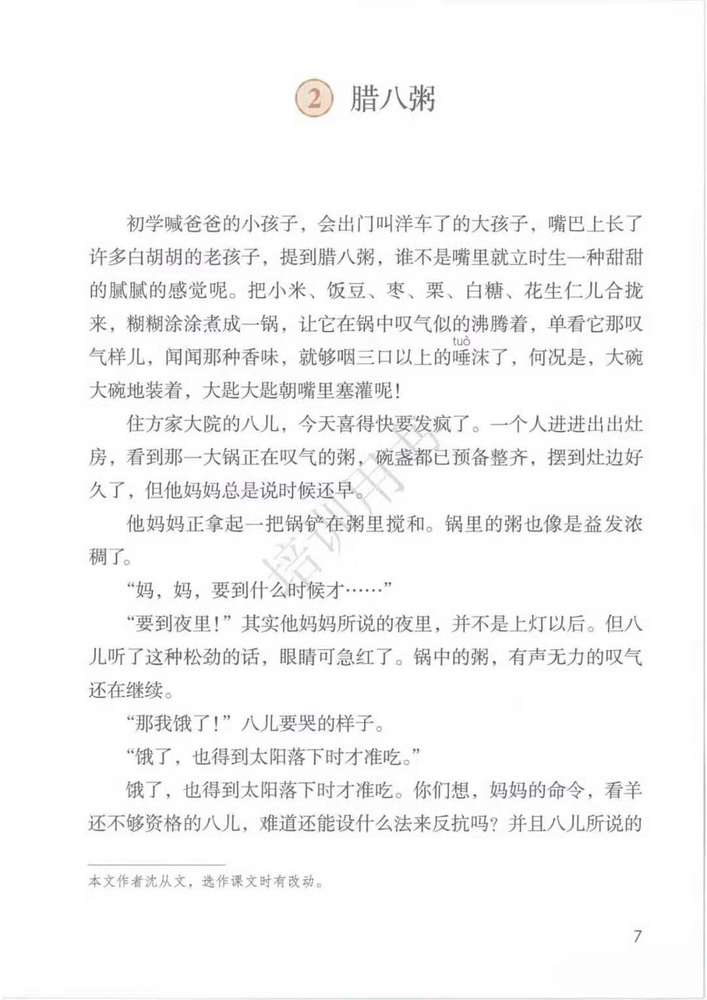 2 腊八粥
初学喊爸爸的小孩子，会出门叫洋车了的大孩子，嘴巴上长了
许多白胡胡的老孩子，提到腊八粥，谁不是嘴里就立时生一种甜甜
的腻腻的感觉呢。把小米、饭豆、枣、栗、白糖、花生仁儿合拢
来，糊糊涂涂煮成一锅，让它在锅中叹气似的沸腾着，单看它那叹
tuò
气样儿，闻闻那种香味，就够咽三口以上的唾沫了，何况是，大碗
大碗地装着，大匙大匙朝嘴里塞灌呢！
住方家大院的八儿，今天喜得快要发疯了。一个人进进出出灶
房，看到那一大锅正在叹气的粥，碗盏都已预备整齐，摆到灶边好
久了，但他妈妈总是说时候还早。
他妈妈正拿起一把锅铲在粥里搅和。锅里的粥也像是益发浓
稠了。
“妈，妈，要到什么时候才……”
“要到夜里！”其实他妈妈所说的夜里，并不是上灯以后。但八
儿听了这种松劲的话，眼睛可急红了。锅中的粥，有声无力的叹气
还在继续。
“那我饿了！”八儿要哭的样子。
“饿了，也得到太阳落下时才准吃。”
饿了，也得到太阳落下时才准吃。你们想，妈妈的命令，看羊
还不够资格的八儿，难道还能设什么法来反抗吗？并且八儿所说的
本文作者沈从文，选作课文时有改动。
7
培训用书